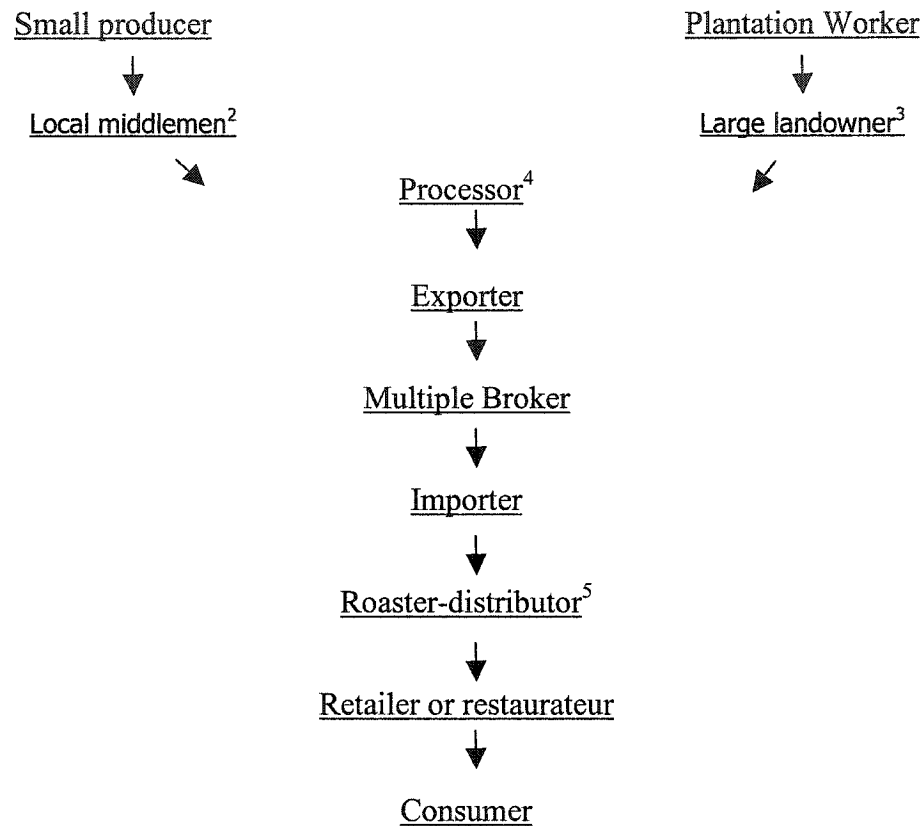 Small producer
Plantation Worker
Local middlemen²
Large landowner³
Processor⁴
Exporter
Multiple Broker
Importer
Roaster-distributor⁵
Retailer or restaurateur
Consumer